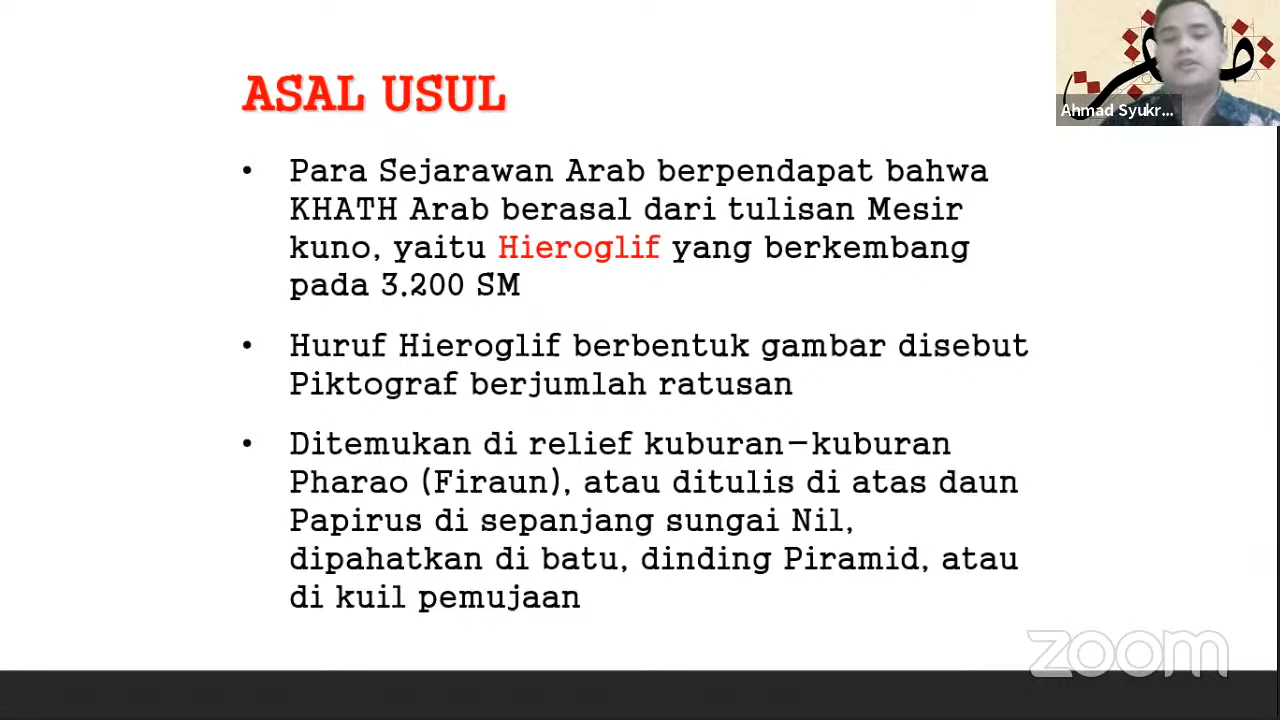 ASAL USUL
• Para Sejarawan Arab berpendapat bahwa
KHATH Arab berasal dari tulisan Mesir
kuno, yaitu Hieroglif yang berkembang
pada 3.200 SM
• Huruf Hieroglif berbentuk gambar disebut
Piktograf berjumlah ratusan
• Ditemukan di relief kuburan-kuburan
Pharao (Firaun), atau ditulis di atas daun
Papirus di sepanjang sungai Nil,
dipahatkan di batu, dinding Piramid, atau
di kuil pemujaan
Ahmad Syukr...
zoom